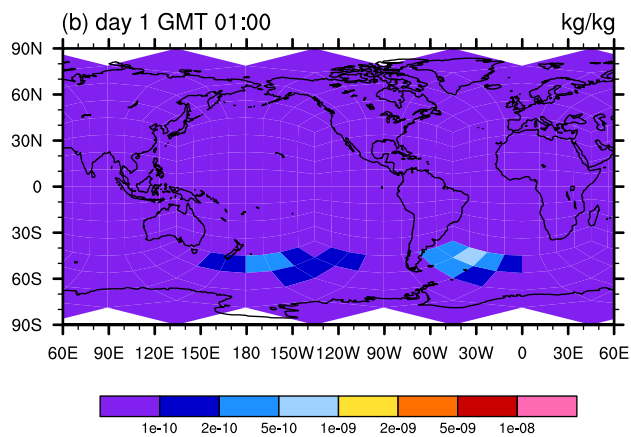 (b) day 1 GMT 01:00 kg/kg
90N
60N
30N
0
30S
60S
90S
60E 90E 120E 150E 180 150W 120W 90W 60W 30W 0 30E 60E
1e-10 2e-10 5e-10 1e-09 2e-09 5e-09 1e-08